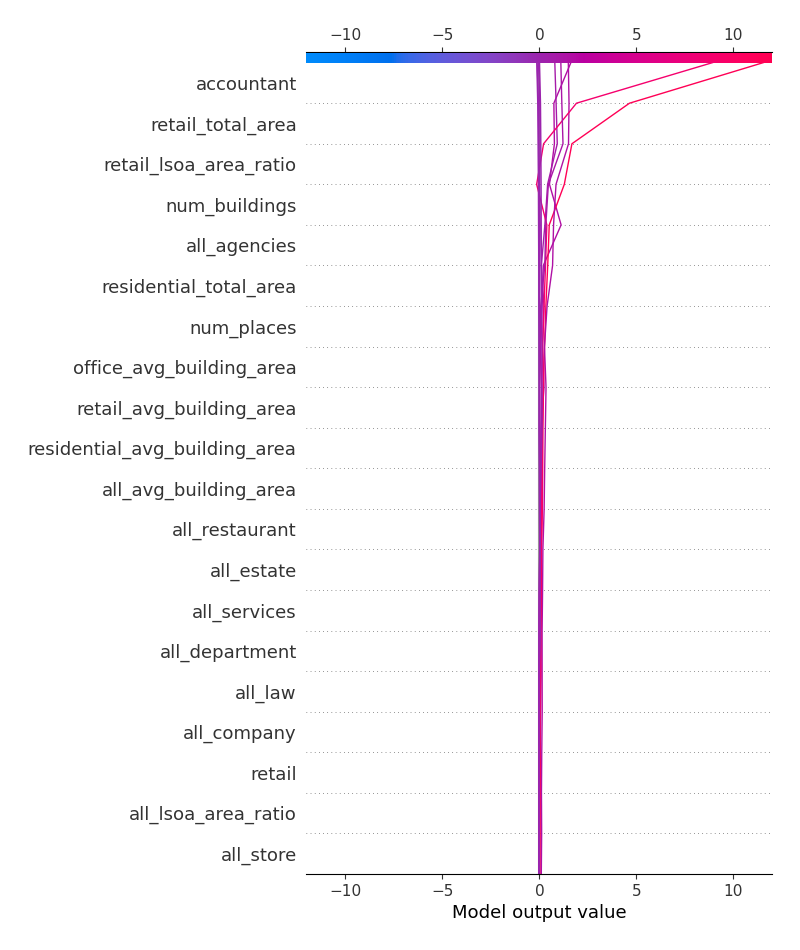 −10 −5 0 5 10
accountant
retail_total_area
retail_lsoa_area_ratio
num_buildings
all_agencies
residential_total_area
num_places
office_avg_building_area
retail_avg_building_area
residential_avg_building_area
all_avg_building_area
all_restaurant
all_estate
all_services
all_department
all_law
all_company
retail
all_lsoa_area_ratio
all_store
−10 −5 0 5 10
Model output value